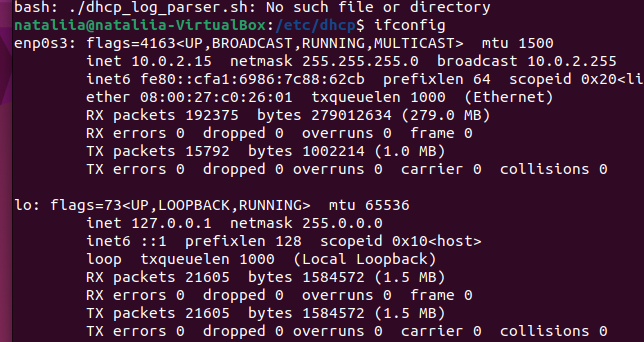 bash: ./dhcp_log_parser.sh: No such file or directory
nataliia@nataliia-VirtualBox:/etc/dhcp$ ifconfig
enp0s3: flags=4163<UP,BROADCAST,RUNNING,MULTICAST>  mtu 1500
        inet 10.0.2.15  netmask 255.255.255.0  broadcast 10.0.2.255
        inet6 fe80::cfa1:6986:7c88:62cb  prefixlen 64  scopeid 0x20<li
        ether 08:00:27:c0:26:01  txqueuelen 1000  (Ethernet)
        RX packets 192375  bytes 279012634 (279.0 MB)
        RX errors 0  dropped 0  overruns 0  frame 0
        TX packets 15792  bytes 1002214 (1.0 MB)
        TX errors 0  dropped 0 overruns 0  carrier 0  collisions 0

lo: flags=73<UP,LOOPBACK,RUNNING>  mtu 65536
        inet 127.0.0.1  netmask 255.0.0.0
        inet6 ::1  prefixlen 128  scopeid 0x10<host>
        loop  txqueuelen 1000  (Local Loopback)
        RX packets 21605  bytes 1584572 (1.5 MB)
        RX errors 0  dropped 0  overruns 0  frame 0
        TX packets 21605  bytes 1584572 (1.5 MB)
        TX errors 0  dropped 0 overruns 0  carrier 0  collisions 0